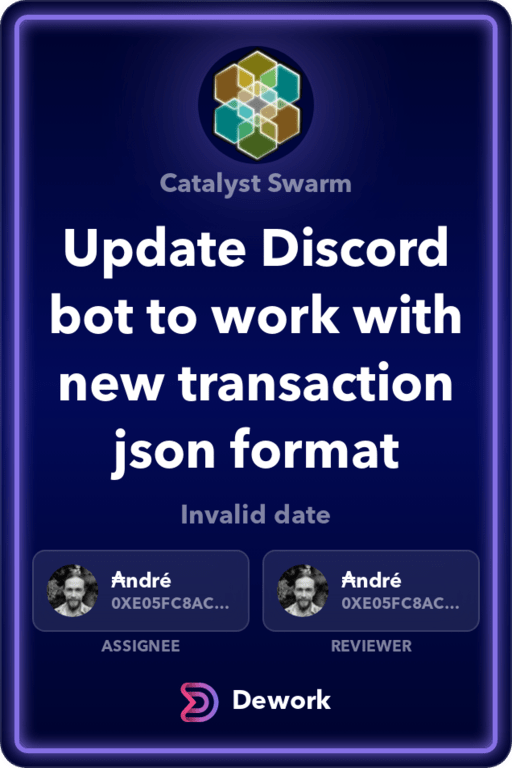 Catalyst Swarm
Update Discord
bot to work with
new transaction
json format
Invalid date
₳ndré
0XE05FC8AC...
₳ndré
0XE05FC8AC...
ASSIGNEE
REVIEWER
Dework